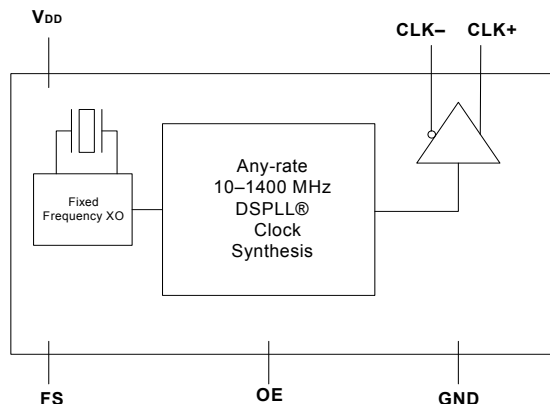 VDD
CLK– CLK+
Fixed
Frequency XO
Any-rate
10–1400 MHz
DSPLL®
Clock
Synthesis
FS OE GND